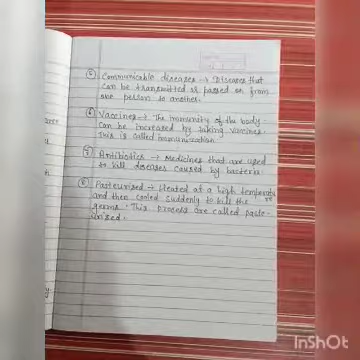 ⑤ Communicable diseases → Diseases that
can be transmitted or passed on from
one person to another.
⑥ Vaccines → The immunity of the body
can be increased by taking vaccines.
This is called immunisation.
⑦ Antibiotics → Medicines that are used
to kill diseases caused by bacteria
⑧ Pasteurised → Heated at a high temperature
and then cooled suddenly to kill the
germs. This process are called paste-
urised.
InShOt